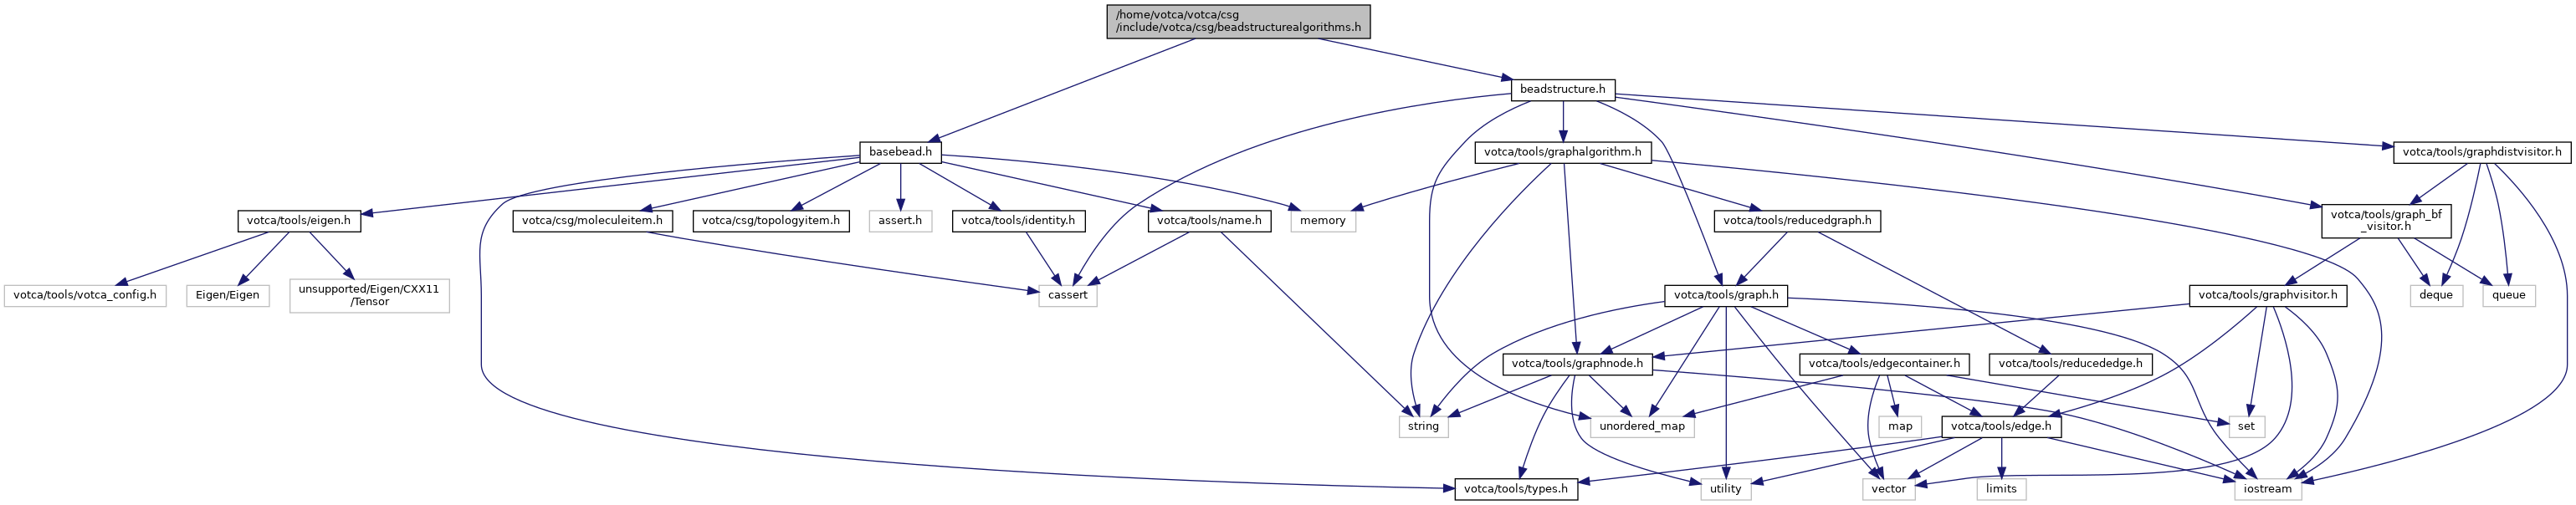 /home/votca/votca/csg
/include/votca/csg/beadstructurealgorithms.h
beadstructure.h
basebead.h
votca/tools/graphalgorithm.h
votca/tools/graphdistvisitor.h
votca/tools/eigen.h
votca/csg/moleculeitem.h
votca/csg/topologyitem.h
assert.h
votca/tools/identity.h
votca/tools/name.h
memory
votca/tools/reducedgraph.h
votca/tools/graph_bf
_visitor.h
votca/tools/votca_config.h
Eigen/Eigen
unsupported/Eigen/CXX11
/Tensor
cassert
votca/tools/graph.h
votca/tools/graphvisitor.h
deque
queue
votca/tools/graphnode.h
votca/tools/edgecontainer.h
votca/tools/reducededge.h
string
unordered_map
map
votca/tools/edge.h
set
votca/tools/types.h
utility
vector
limits
iostream